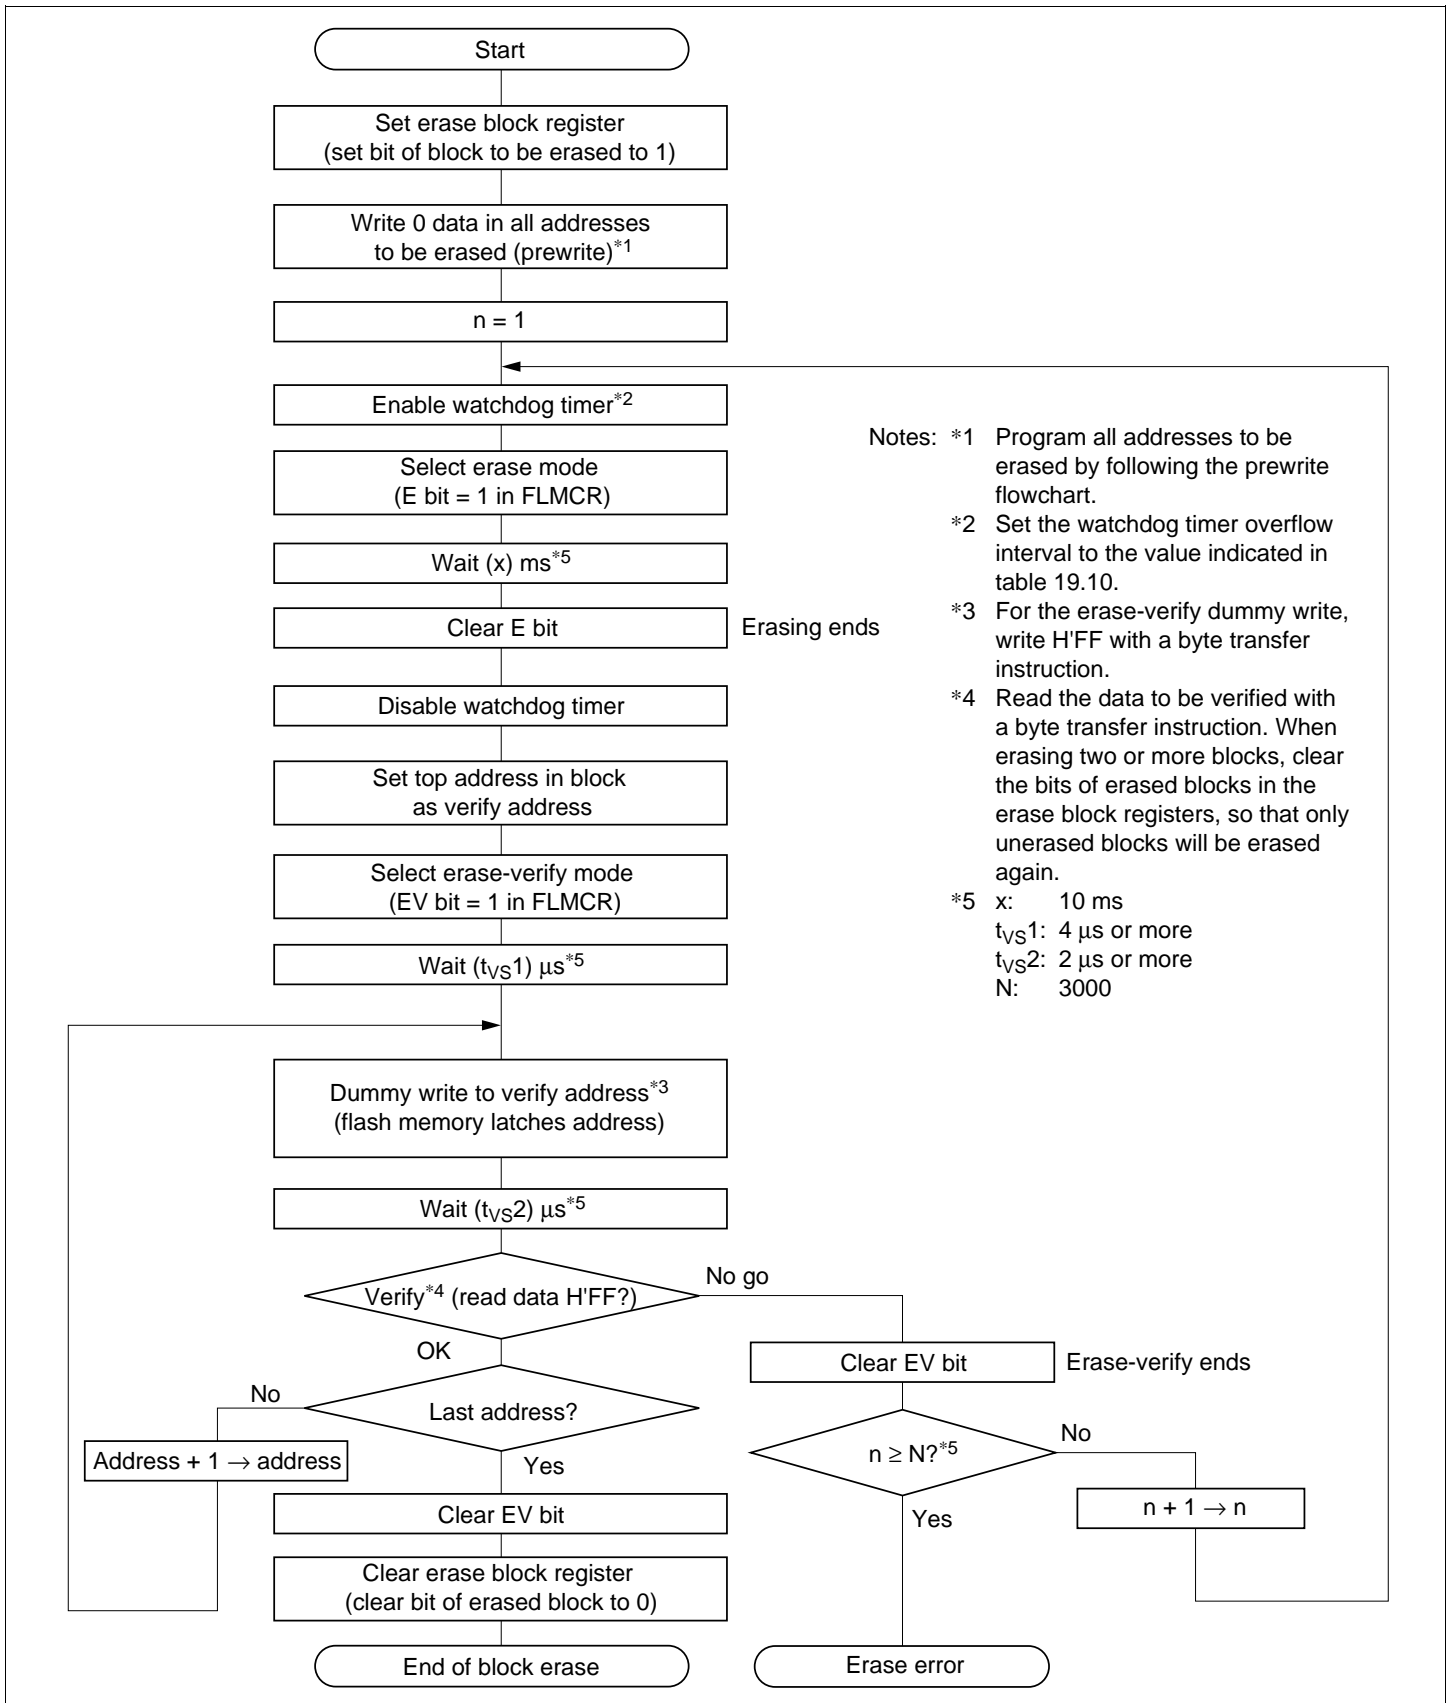 Start
Set erase block register
(set bit of block to be erased to 1)
Write 0 data in all addresses
to be erased (prewrite)*1
n = 1
Enable watchdog timer*2
Select erase mode
(E bit = 1 in FLMCR)
Wait (x) ms*5
Clear E bit
Erasing ends
Disable watchdog timer
Set top address in block
as verify address
Select erase-verify mode
(EV bit = 1 in FLMCR)
Wait (tVS1) μs*5
Notes: *1 Program all addresses to be
erased by following the prewrite
flowchart.
*2 Set the watchdog timer overflow
interval to the value indicated in
table 19.10.
*3 For the erase-verify dummy write,
write H'FF with a byte transfer
instruction.
*4 Read the data to be verified with
a byte transfer instruction. When
erasing two or more blocks, clear
the bits of erased blocks in the
erase block registers, so that only
unerased blocks will be erased
again.
*5 x: 10 ms
tVS1: 4 μs or more
tVS2: 2 μs or more
N: 3000
Dummy write to verify address*3
(flash memory latches address)
Wait (tVS2) μs*5
Verify*4 (read data H'FF?)
No go
OK
Clear EV bit
Erase-verify ends
Last address?
No
Address + 1 → address
Yes
n ≥ N?*5
No
n + 1 → n
Yes
Clear EV bit
Clear erase block register
(clear bit of erased block to 0)
End of block erase
Erase error